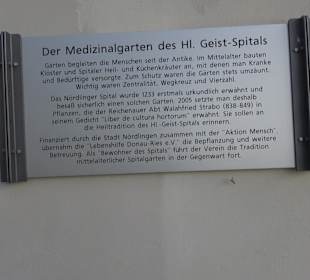 Der Medizinalgarten des Hl. Geist-Spitals
Garten begleiten die Menschen seit der Antike. Im Mittelalter bauten
Klöster und Spitäler Heil- und Küchenkräuter an, mit denen man Kranke
und Bedürftige versorgte. Zum Schutz waren die Gärten stets umzäunt.
Wichtig waren Zentralität, Wegkreuz und Vierzahl.
Das Nördlinger Spital wurde 1233 erstmals urkundlich erwähnt und
besaß sicherlich einen solchen Garten. 2005 setzte man deshalb
Pflanzen, die der Reichenauer Abt Walahfried Strabo (838-849) in
seinem Gedicht "Liber de cultura hortorum" erwähnt. Sie sollen an
die Heiltradition des Hl.-Geist-Spitals erinnern.
Finanziert durch die Stadt Nördlingen zusammen mit der "Aktion Mensch",
übernahm die "Lebenshilfe Donau-Ries e.V." die Bepflanzung und weitere
Betreuung. Als "Bewohner des Spitals" führt der Verein die Tradition
mittelalterlicher Spitalgärten in der Gegenwart fort.